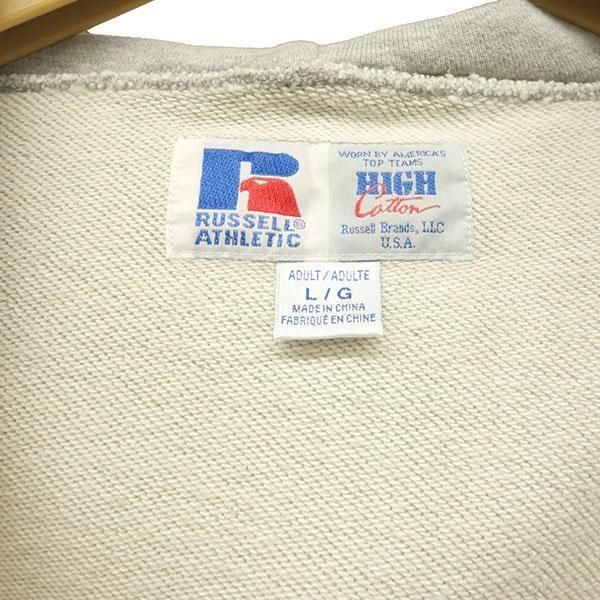 RUSSELL
ATHLETIC
WORN BY AMERICA'S
TOP TEAMS
HIGH
Cotton
Russell Brands, LLC
U.S.A.
ADULT/ADULTE
L / G
MADE IN CHINA
FABRIQUÉ EN CHINE